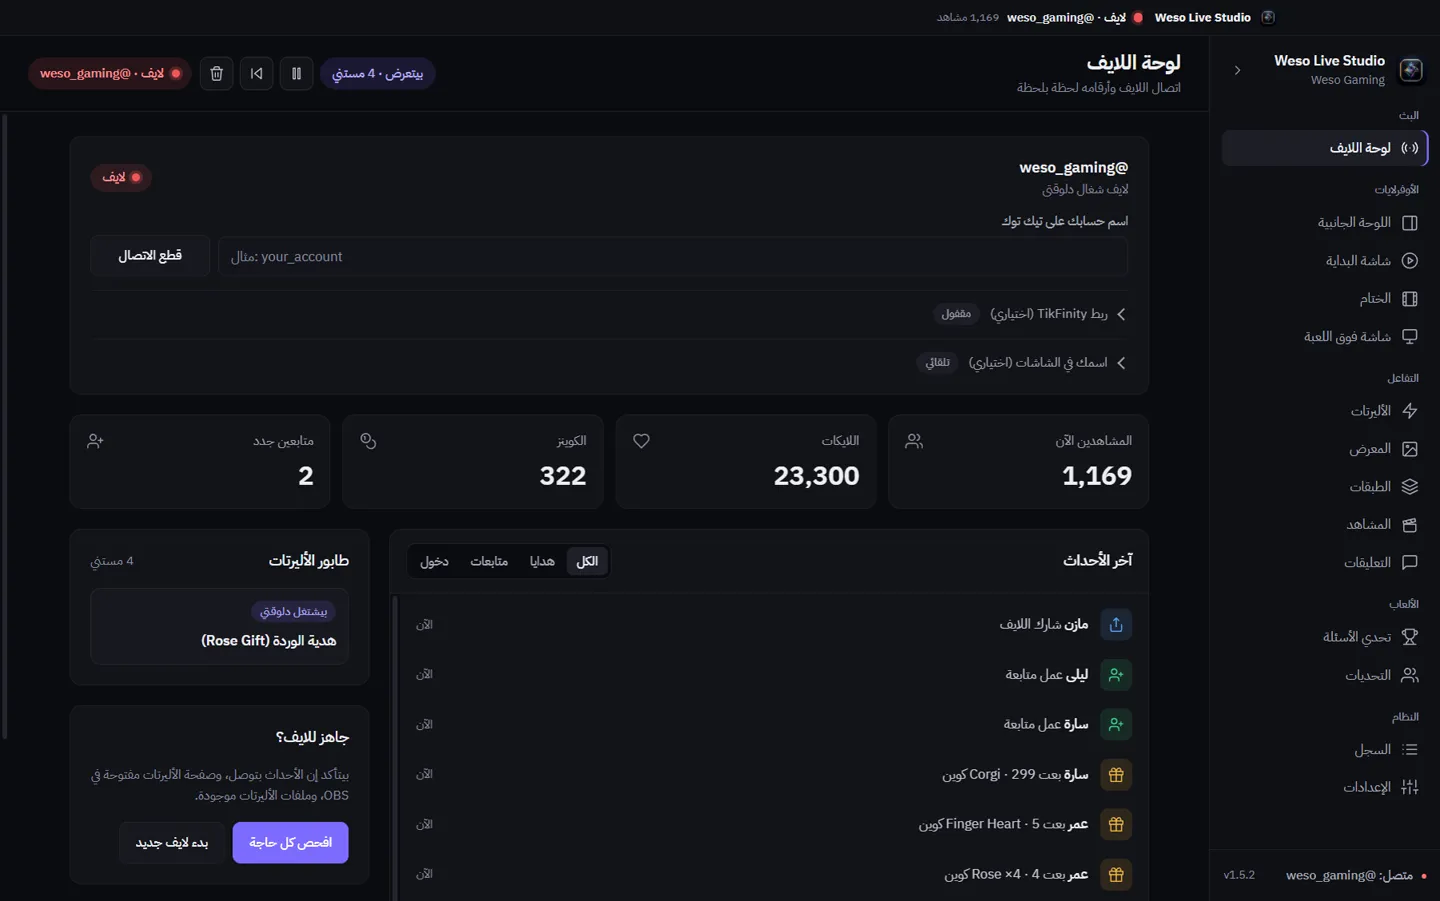 Weso Live Studio
لايف · @weso_gaming
1,169 مشاهد
Weso Live Studio
Weso Gaming
البث
لوحة اللايف
الأوفرلايات
اللوحة الجانبية
شاشة البداية
الختام
شاشة فوق اللعبة
التفاعل
الأليرتات
المعرض
الطبقات
المشاهد
التعليقات
الألعاب
تحدي الأسئلة
التحديات
النظام
السجل
الإعدادات
متصل: @weso_gaming
v1.5.2
لوحة اللايف
اتصال اللايف وأرقامه لحظة بلحظة
بيتعرض · 4 مستني
لايف · @weso_gaming
@weso_gaming
لايف شغال دلوقتي
لايف
اسم حسابك على تيك توك
مثال: your_account
قطع الاتصال
ربط TikFinity (اختياري)
مقفول
اسمك في الشاشات (اختياري)
تلقائي
المشاهدين الآن
1,169
اللايكات
23,300
الكوينز
322
متابعين جدد
2
آخر الأحداث
الكل
هدايا
متابعات
دخول
مازن شارك اللايف
الآن
ليلى عمل متابعة
الآن
سارة عمل متابعة
الآن
سارة بعت Corgi · 299 كوين
الآن
عمر بعت Finger Heart · 5 كوين
الآن
عمر بعت Rose ×4 · 4 كوين
الآن
طابور الأليرتات
4 مستني
بيشتغل دلوقتي
هدية الوردة (Rose Gift)
جاهز للايف؟
بيتأكد إن الأحداث بتوصل، وصفحة الأليرتات مفتوحة في
OBS، وملفات الأليرتات موجودة.
افحص كل حاجة
بدء لايف جديد